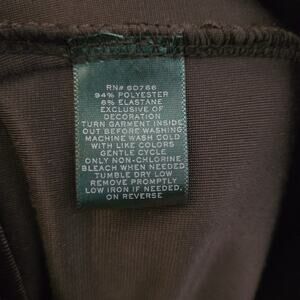 RN# 60766
94% POLYESTER
6% ELASTANE
EXCLUSIVE OF
DECORATION
TURN GARMENT INSIDE
OUT BEFORE WASHING
MACHINE WASH COLD
WITH LIKE COLORS
GENTLE CYCLE
ONLY NON-CHLORINE
BLEACH WHEN NEEDED
TUMBLE DRY LOW
REMOVE PROMPTLY
LOW IRON IF NEEDED.
ON REVERSE